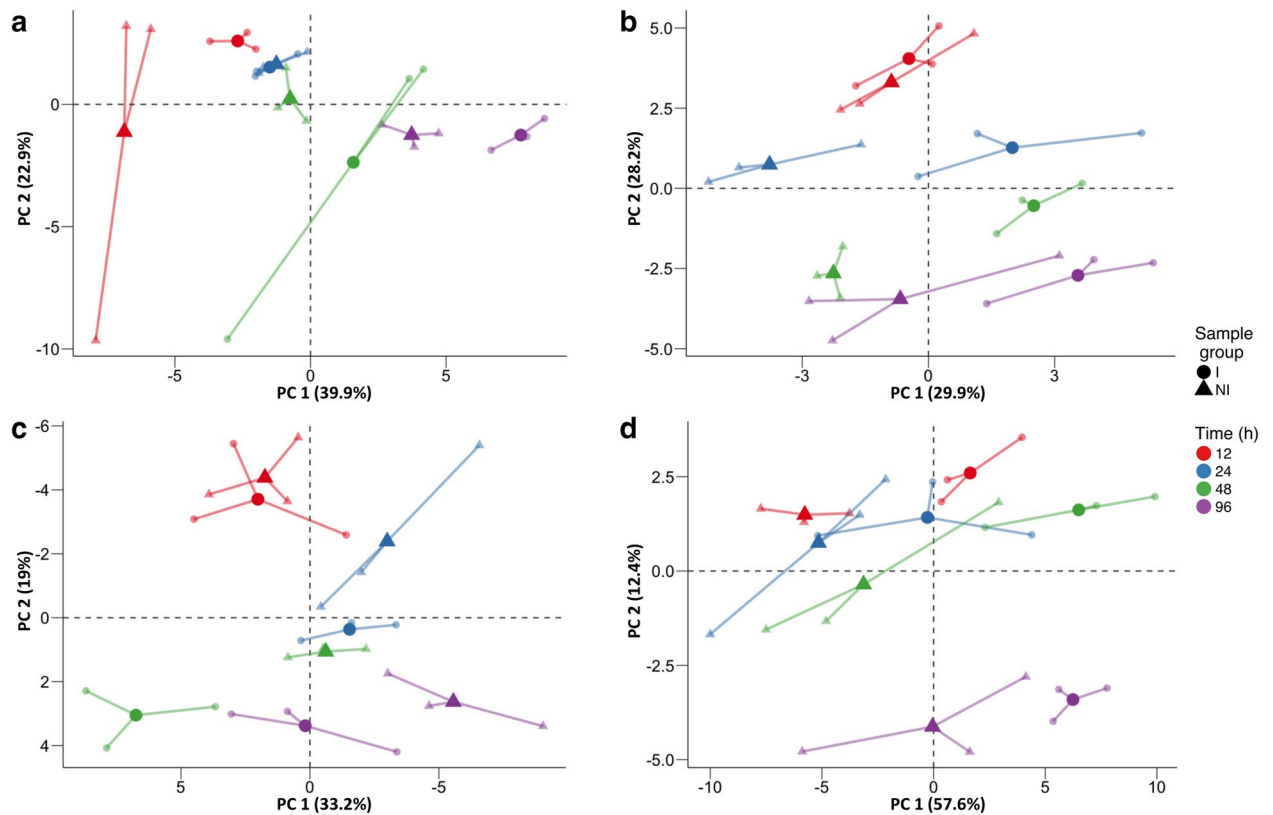 a
0
-5
-10
PC 2 (22.9%)
-5
0
5
PC 1 (39.9%)
b
5.0
2.5
0.0
-2.5
-5.0
PC 2 (28.2%)
-3
0
3
PC 1 (29.9%)
Sample
group
I
NI
Time (h)
12
24
48
96
c
-6
-4
-2
0
2
4
PC 2 (19%)
5
0
-5
PC 1 (33.2%)
d
2.5
0.0
-2.5
-5.0
PC 2 (12.4%)
-10
-5
0
5
10
PC 1 (57.6%)